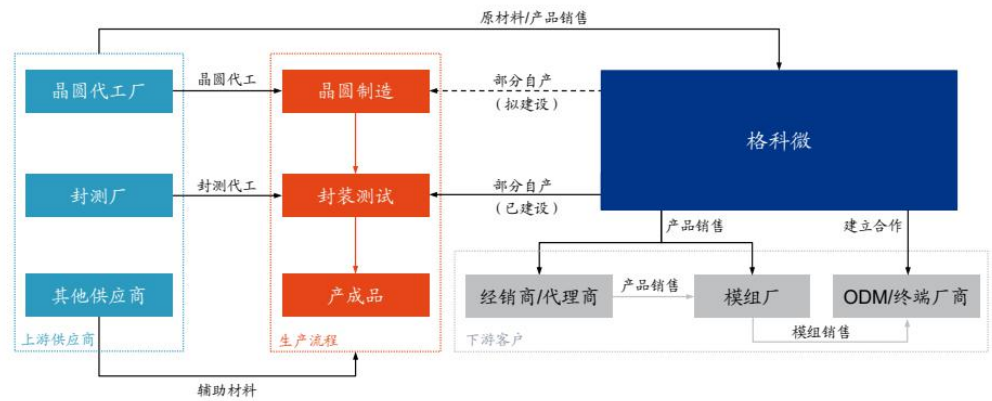 原材料/产品销售
晶圆代工厂
晶圆代工
晶圆制造
部分自产
（拟建设）
格科微
封测厂
封测代工
封装测试
部分自产
（已建设）
产品销售
建立合作
其他供应商
产成品
经销商/代理商
产品销售
模组厂
ODM/终端厂商
模组销售
上游供应商
生产流程
下游客户
辅助材料